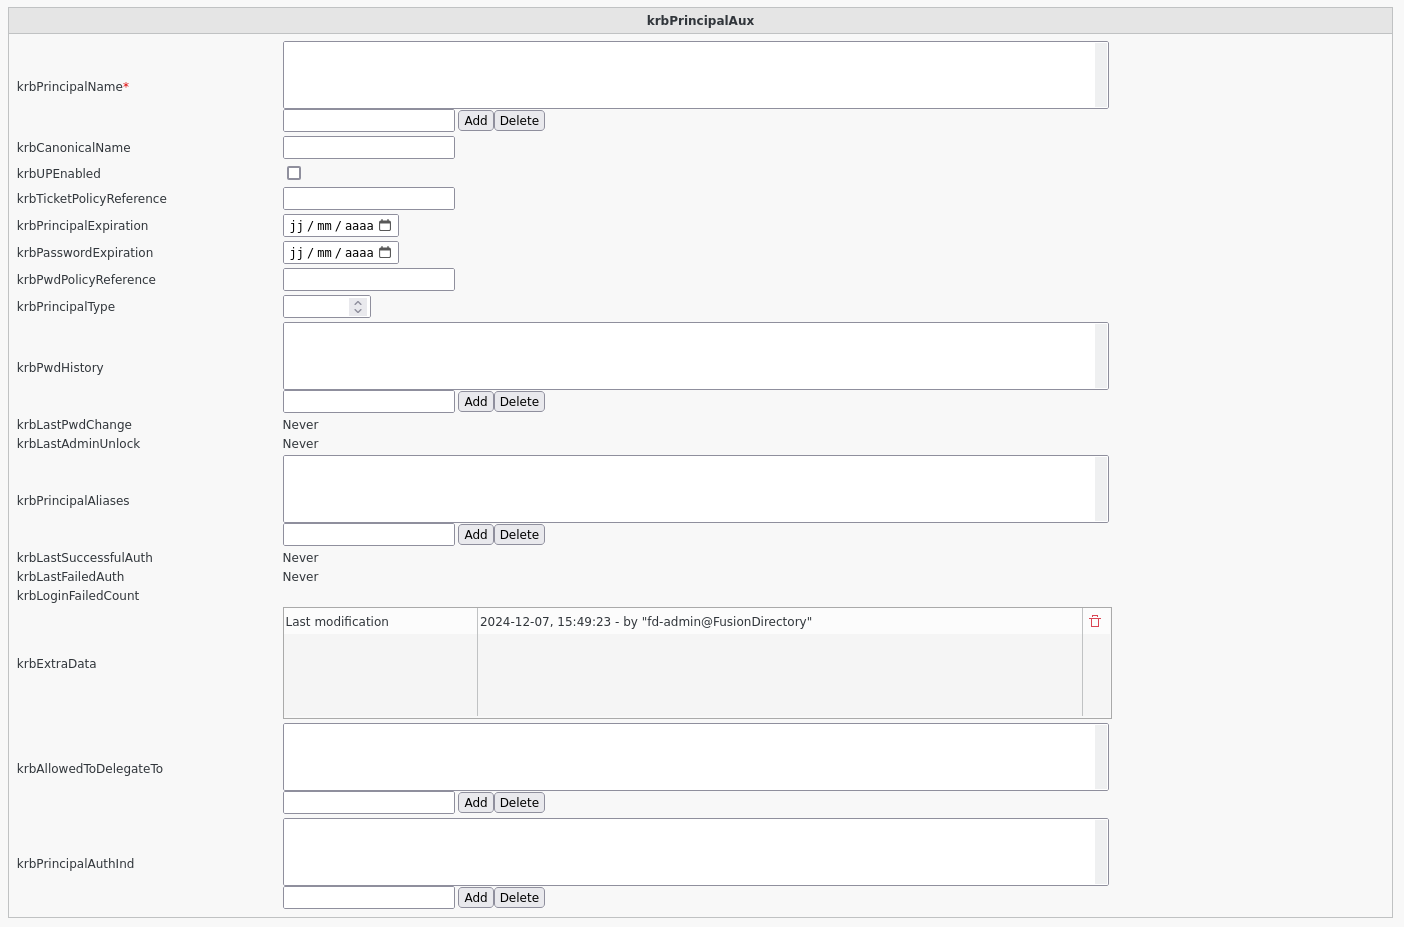 krbPrincipalAux
krbPrincipalName*
Add Delete
krbCanonicalName
krbUPEnabled
krbTicketPolicyReference
krbPrincipalExpiration jj / mm / aaaa
krbPasswordExpiration jj / mm / aaaa
krbPwdPolicyReference
krbPrincipalType
krbPwdHistory
Add Delete
krbLastPwdChange Never
krbLastAdminUnlock Never
krbPrincipalAliases
Add Delete
krbLastSuccessfulAuth Never
krbLastFailedAuth Never
krbLoginFailedCount
Last modification 2024-12-07, 15:49:23 - by "fd-admin@FusionDirectory"
krbExtraData
krbAllowedToDelegateTo
Add Delete
krbPrincipalAuthInd
Add Delete